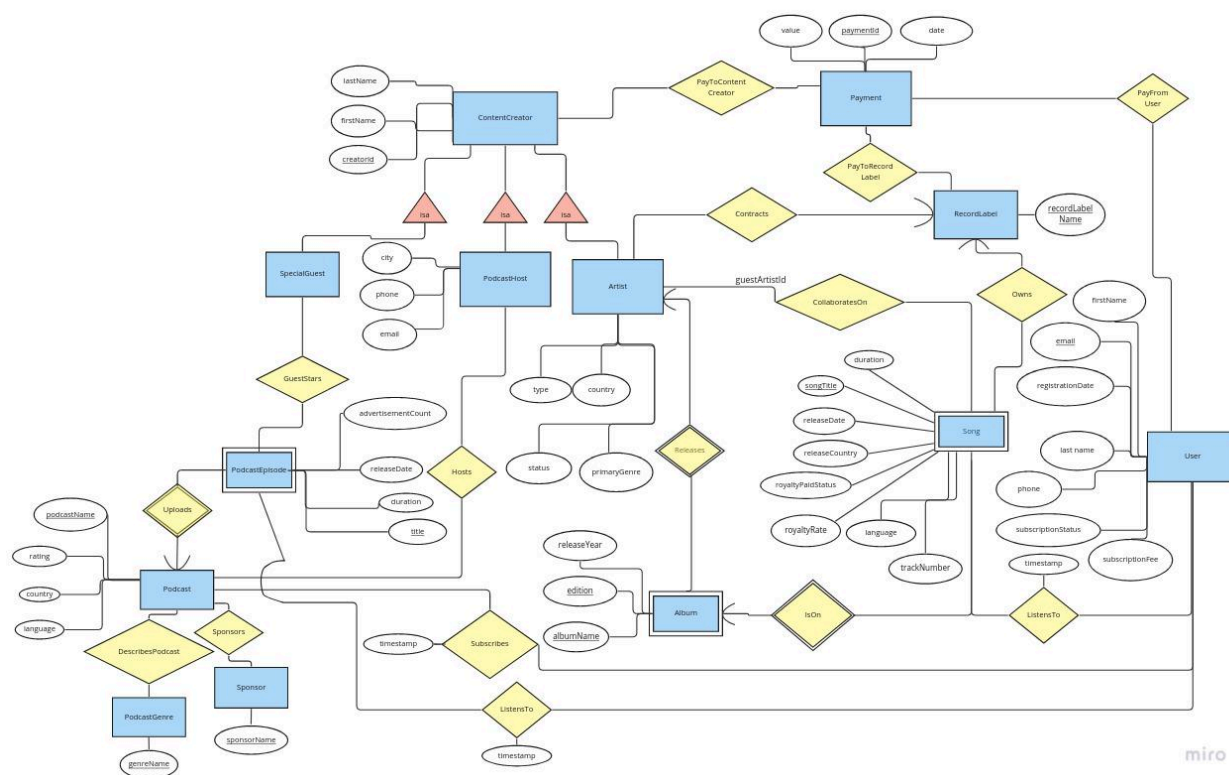 value
paymentId
date
lastName
PayToContent
Creator
Payment
PayFrom
User
ContentCreator
firstName
creatorId
PayToRecord
Label
isa
isa
isa
Contracts
RecordLabel
recordLabel
Name
SpecialGuest
city
PodcastHost
Artist
guestArtistId
phone
CollaboratesOn
Owns
firstName
email
email
duration
GuestStars
type
country
songTitle
registrationDate
advertisementCount
releaseDate
Song
Releases
last name
User
PodcastEpisode
releaseDate
Hosts
status
primaryGenre
releaseCountry
royaltyPaidStatus
phone
podcastName
Uploads
duration
title
royaltyRate
language
subscriptionStatus
rating
releaseYear
trackNumber
timestamp
subscriptionFee
Podcast
country
edition
language
Sponsors
albumName
Album
IsOn
ListensTo
timestamp
Subscribes
DescribesPodcast
Sponsor
PodcastGenre
ListensTo
sponsorName
genreName
timestamp
miro